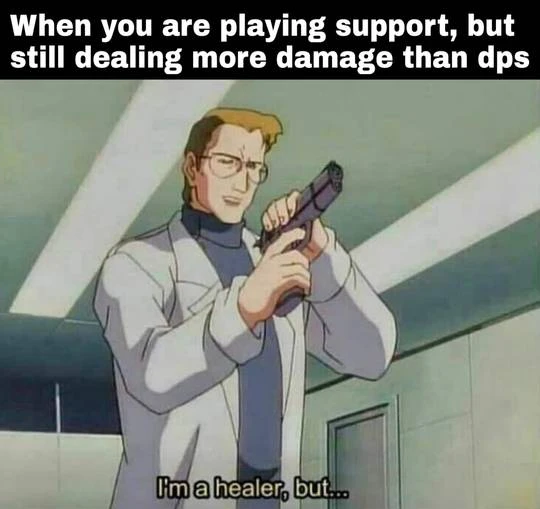 When you are playing support, but
still dealing more damage than dps
I'm a healer, but...